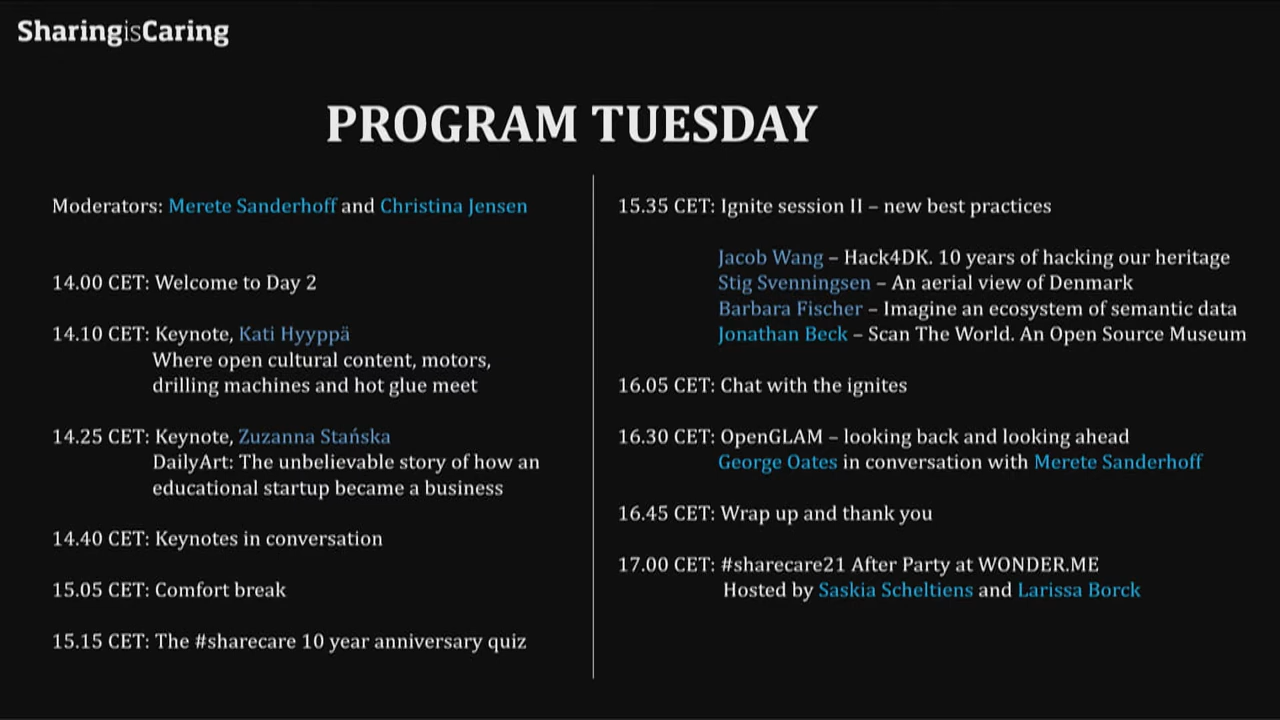 SharingisCaring
PROGRAM TUESDAY
Moderators: Merete Sanderhoff and Christina Jensen
14.00 CET: Welcome to Day 2
14.10 CET: Keynote, Kati Hyyppä
Where open cultural content, motors,
drilling machines and hot glue meet
14.25 CET: Keynote, Zuzanna Stańska
DailyArt: The unbelievable story of how an
educational startup became a business
14.40 CET: Keynotes in conversation
15.05 CET: Comfort break
15.15 CET: The #sharecare 10 year anniversary quiz
15.35 CET: Ignite session II – new best practices
Jacob Wang – Hack4DK. 10 years of hacking our heritage
Stig Svenningsen – An aerial view of Denmark
Barbara Fischer – Imagine an ecosystem of semantic data
Jonathan Beck – Scan The World. An Open Source Museum
16.05 CET: Chat with the ignites
16.30 CET: OpenGLAM – looking back and looking ahead
George Oates in conversation with Merete Sanderhoff
16.45 CET: Wrap up and thank you
17.00 CET: #sharecare21 After Party at WONDER.ME
Hosted by Saskia Scheltiens and Larissa Borck